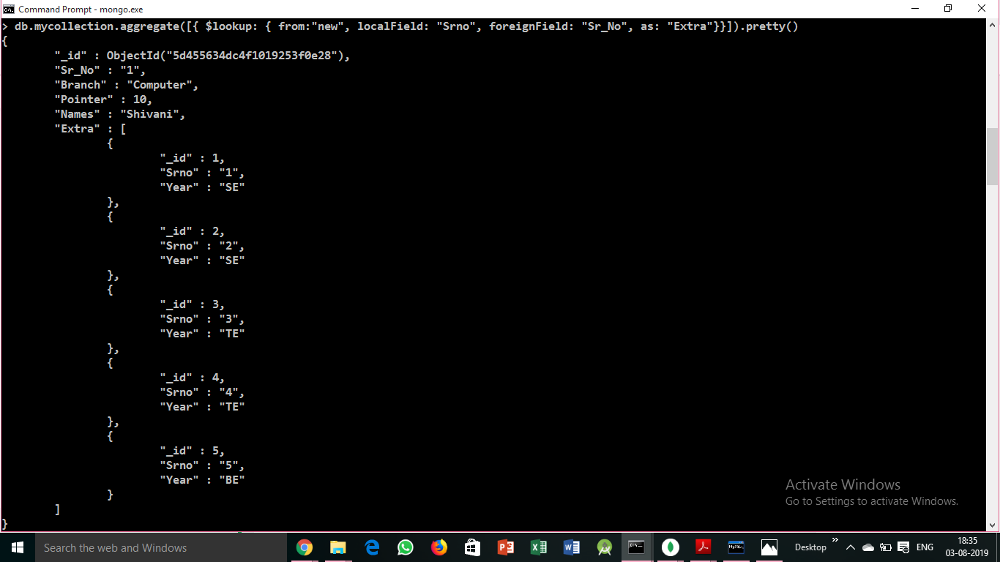 Command Prompt - mongo.exe
> db.mycollection.aggregate([{ $lookup: { from:"new", localField: "Srno", foreignField: "Sr_No", as: "Extra"}}]).pretty()
{
"_id" : ObjectId("5d455634dc4f1019253f0e28"),
"Sr_No" : "1",
"Branch" : "Computer",
"Pointer" : 10,
"Names" : "Shivani",
"Extra" : [
{
"_id" : 1,
"Srno" : "1",
"Year" : "SE"
},
{
"_id" : 2,
"Srno" : "2",
"Year" : "SE"
},
{
"_id" : 3,
"Srno" : "3",
"Year" : "TE"
},
{
"_id" : 4,
"Srno" : "4",
"Year" : "TE"
},
{
"_id" : 5,
"Srno" : "5",
"Year" : "BE"
}
]
}
Activate Windows
Go to Settings to activate Windows.
Search the web and Windows
Desktop
ENG
18:35
03-08-2019